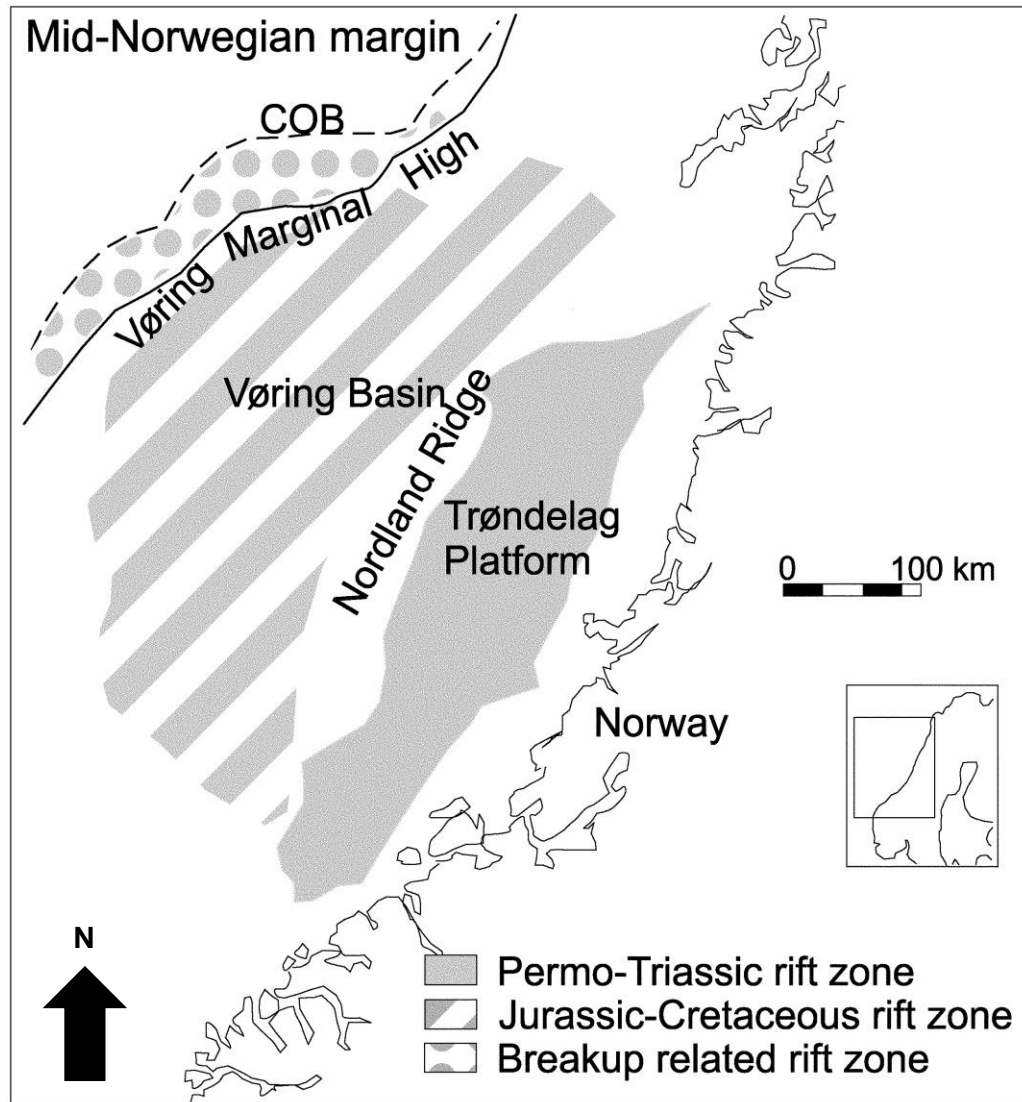 Mid-Norwegian margin
COB
Vøring Marginal High
Vøring Basin
Nordland Ridge
Trøndelag
Platform
0 100 km
Norway
N
Permo-Triassic rift zone
Jurassic-Cretaceous rift zone
Breakup related rift zone